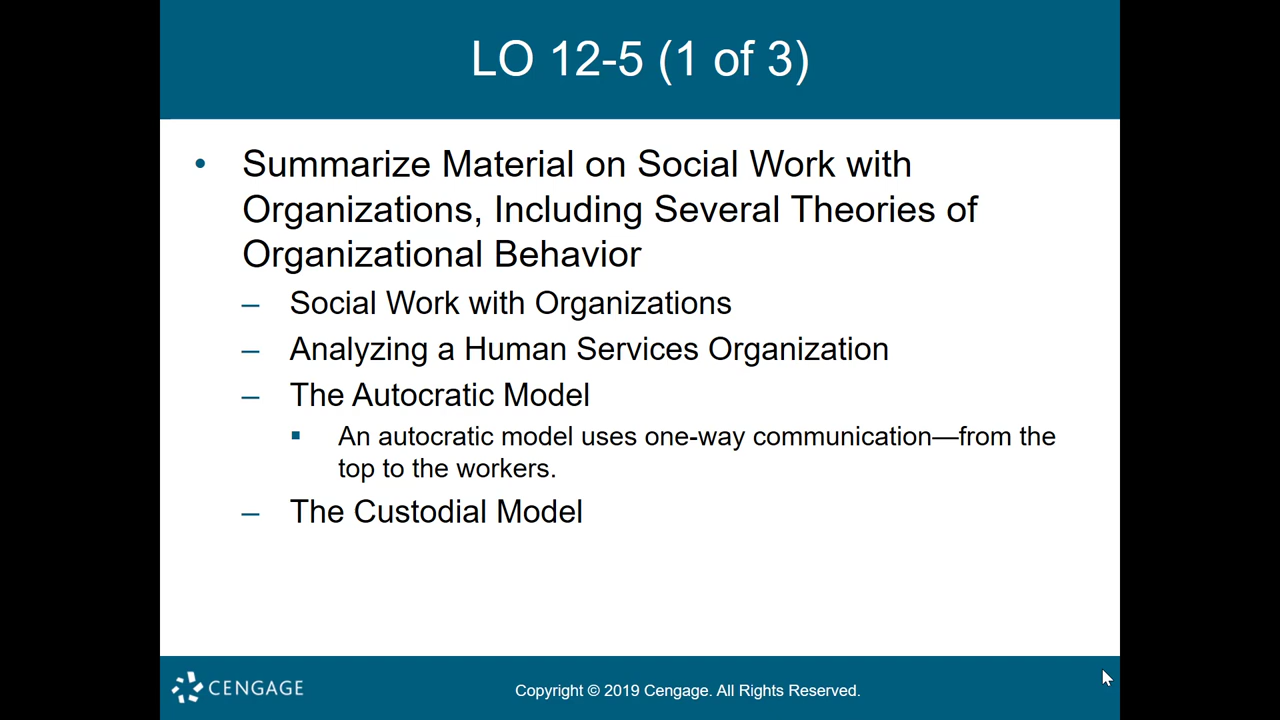 LO 12-5 (1 of 3)
• Summarize Material on Social Work with
Organizations, Including Several Theories of
Organizational Behavior
– Social Work with Organizations
– Analyzing a Human Services Organization
– The Autocratic Model
▪ An autocratic model uses one-way communication—from the
top to the workers.
– The Custodial Model
CENGAGE
Copyright © 2019 Cengage. All Rights Reserved.